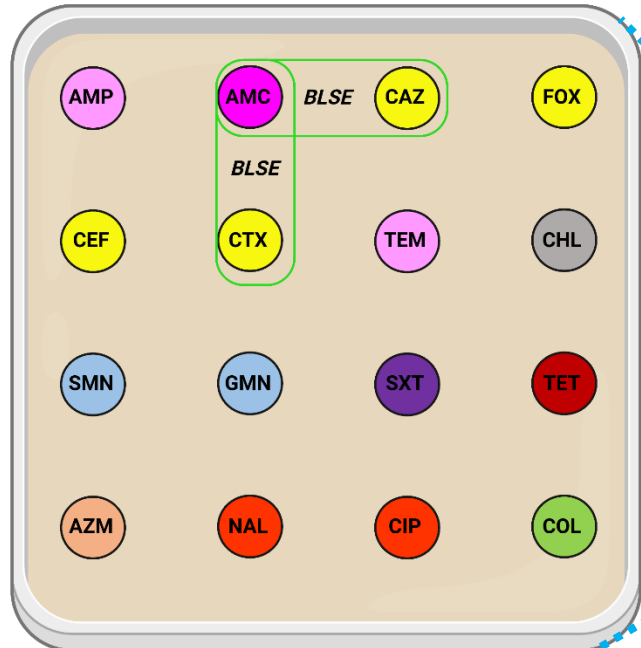 AMP AMC BLSE CAZ FOX
BLSE
CEF CTX TEM CHL
SMN GMN SXT TET
AZM NAL CIP COL